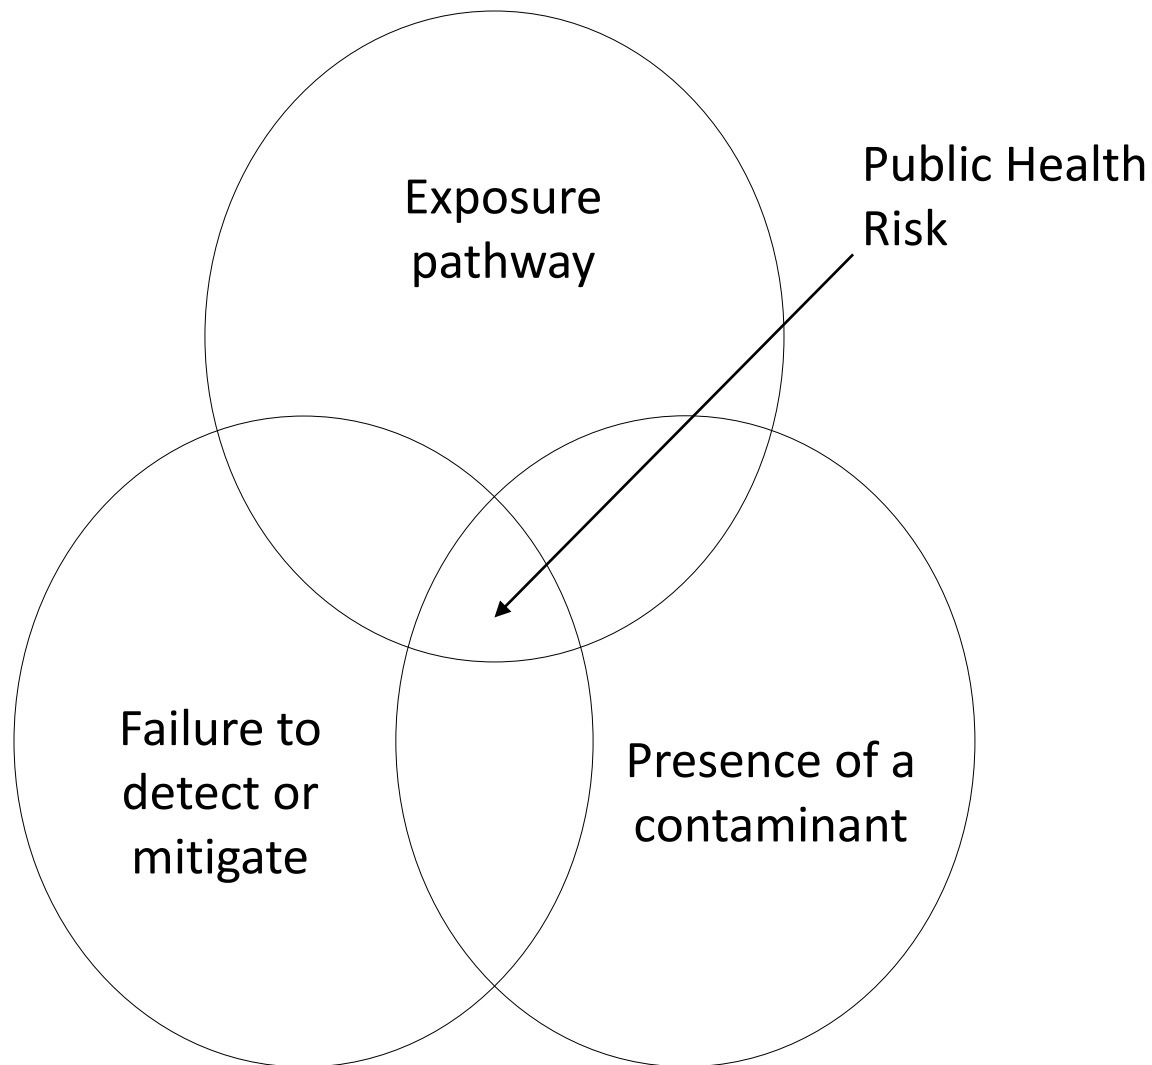 Exposure
pathway
Public Health
Risk
Failure to
detect or
mitigate
Presence of a
contaminant